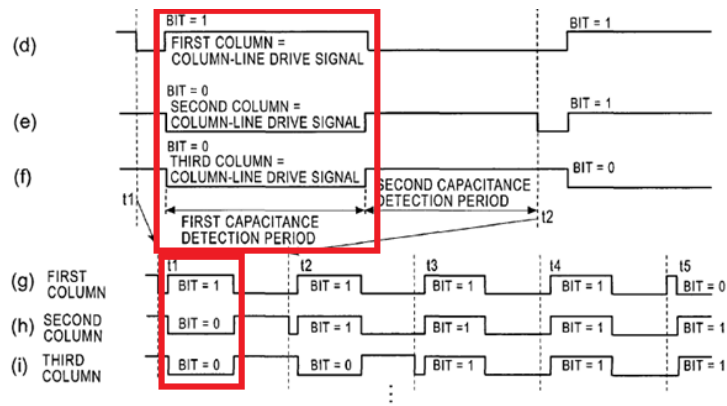 BIT = 1
(d) FIRST COLUMN = COLUMN-LINE DRIVE SIGNAL BIT = 1
BIT = 0
(e) SECOND COLUMN = COLUMN-LINE DRIVE SIGNAL BIT = 1
BIT = 0
(f) THIRD COLUMN = COLUMN-LINE DRIVE SIGNAL BIT = 0
t1 SECOND CAPACITANCE DETECTION PERIOD
FIRST CAPACITANCE DETECTION PERIOD t2
t1 t2 t3 t4 t5
(g) FIRST COLUMN BIT = 1 BIT = 1 BIT = 1 BIT = 1 BIT = 0
(h) SECOND COLUMN BIT = 0 BIT = 1 BIT =1 BIT = 1 BIT = 1
(i) THIRD COLUMN BIT = 0 BIT = 0 BIT = 1 BIT = 1 BIT = 1